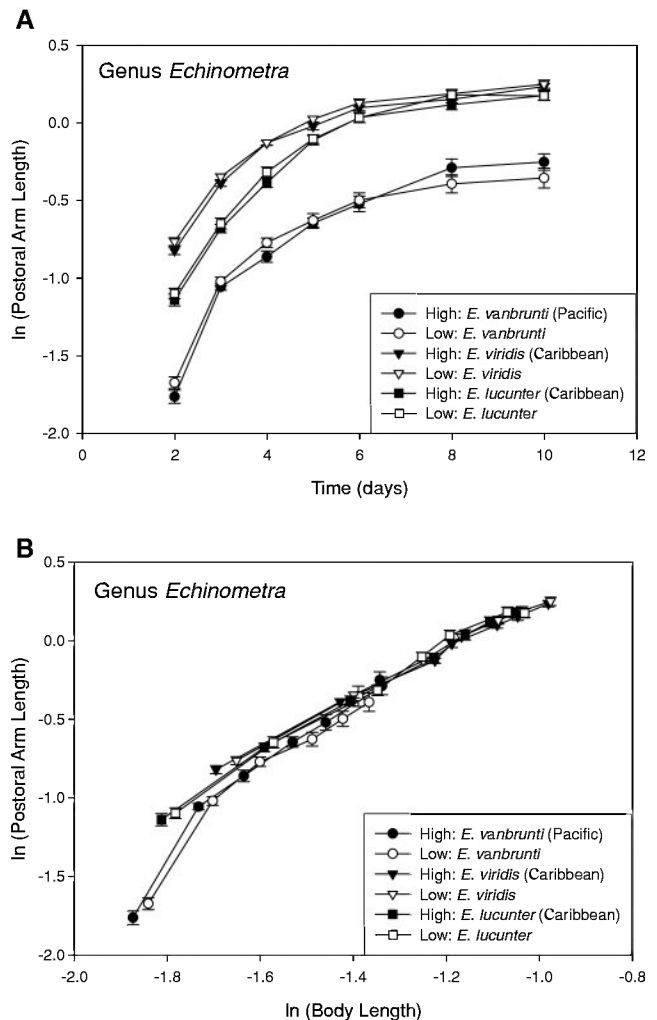 A
Genus Echinometra
ln (Postoral Arm Length)
0.5
0.0
-0.5
-1.0
-1.5
-2.0
High: E. vanbrunti (Pacific)
Low: E. vanbrunti
High: E. viridis (Caribbean)
Low: E. viridis
High: E. lucunter (Caribbean)
Low: E. lucunter
0 2 4 6 8 10 12
Time (days)
B
Genus Echinometra
ln (Postoral Arm Length)
0.5
0.0
-0.5
-1.0
-1.5
-2.0
High: E. vanbrunti (Pacific)
Low: E. vanbrunti
High: E. viridis (Caribbean)
Low: E. viridis
High: E. lucunter (Caribbean)
Low: E. lucunter
-2.0 -1.8 -1.6 -1.4 -1.2 -1.0 -0.8
ln (Body Length)